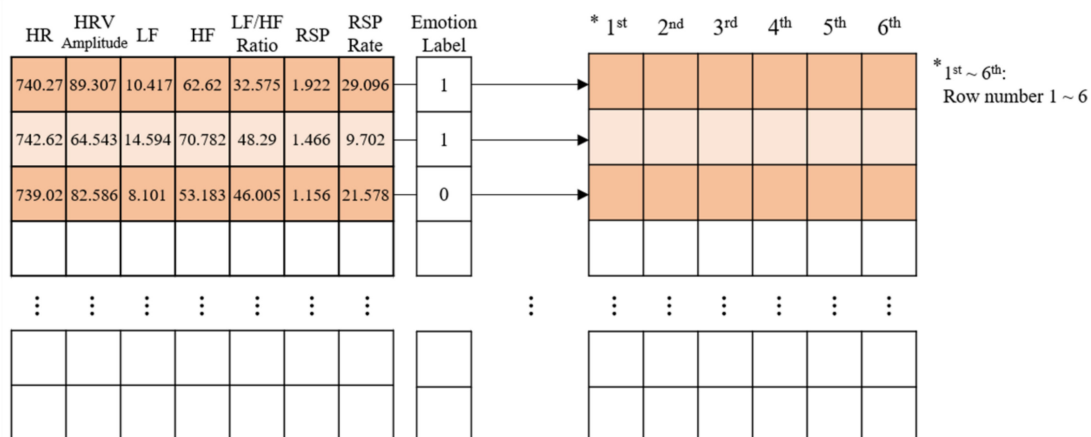 HR HRV Amplitude LF HF LF/HF Ratio RSP RSP Rate Emotion Label * 1st 2nd 3rd 4th 5th 6th
740.27 89.307 10.417 62.62 32.575 1.922 29.096 1
742.62 64.543 14.594 70.782 48.29 1.466 9.702 1
739.02 82.586 8.101 53.183 46.005 1.156 21.578 0
* 1st ~ 6th:
Row number 1 ~ 6